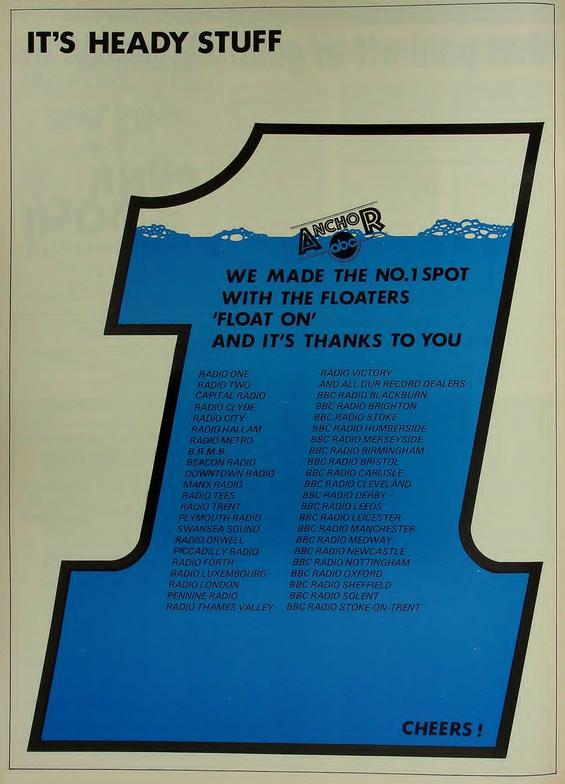 IT'S HEADY STUFF
ANCHOR
abc
WE MADE THE NO.1 SPOT
WITH THE FLOATERS
'FLOAT ON'
AND IT'S THANKS TO YOU
RADIO ONE
RADIO TWO
CAPITAL RADIO
RADIO CLYDE
RADIO CITY
RADIO HALLAM
RADIO METRO
B.R.M.B.
BEACON RADIO
DOWNTOWN RADIO
MANX RADIO
RADIO TEES
RADIO TRENT
PLYMOUTH RADIO
SWANSEA SOUND
RADIO ORWELL
PICCADILLY RADIO
RADIO FORTH
RADIO LUXEMBOURG
RADIO LONDON
PENNINE RADIO
RADIO THAMES VALLEY
RADIO VICTORY
AND ALL OUR RECORD DEALERS
BBC RADIO BLACKBURN
BBC RADIO BRIGHTON
BBC RADIO STOKE
BBC RADIO HUMBERSIDE
BBC RADIO MERSEYSIDE
BBC RADIO BIRMINGHAM
BBC RADIO BRISTOL
BBC RADIO CARLISLE
BBC RADIO CLEVELAND
BBC RADIO DERBY
BBC RADIO LEEDS
BBC RADIO LEICESTER
BBC RADIO MANCHESTER
BBC RADIO MEDWAY
BBC RADIO NEWCASTLE
BBC RADIO NOTTINGHAM
BBC RADIO OXFORD
BBC RADIO SHEFFIELD
BBC RADIO SOLENT
BBC RADIO STOKE-ON-TRENT
CHEERS!